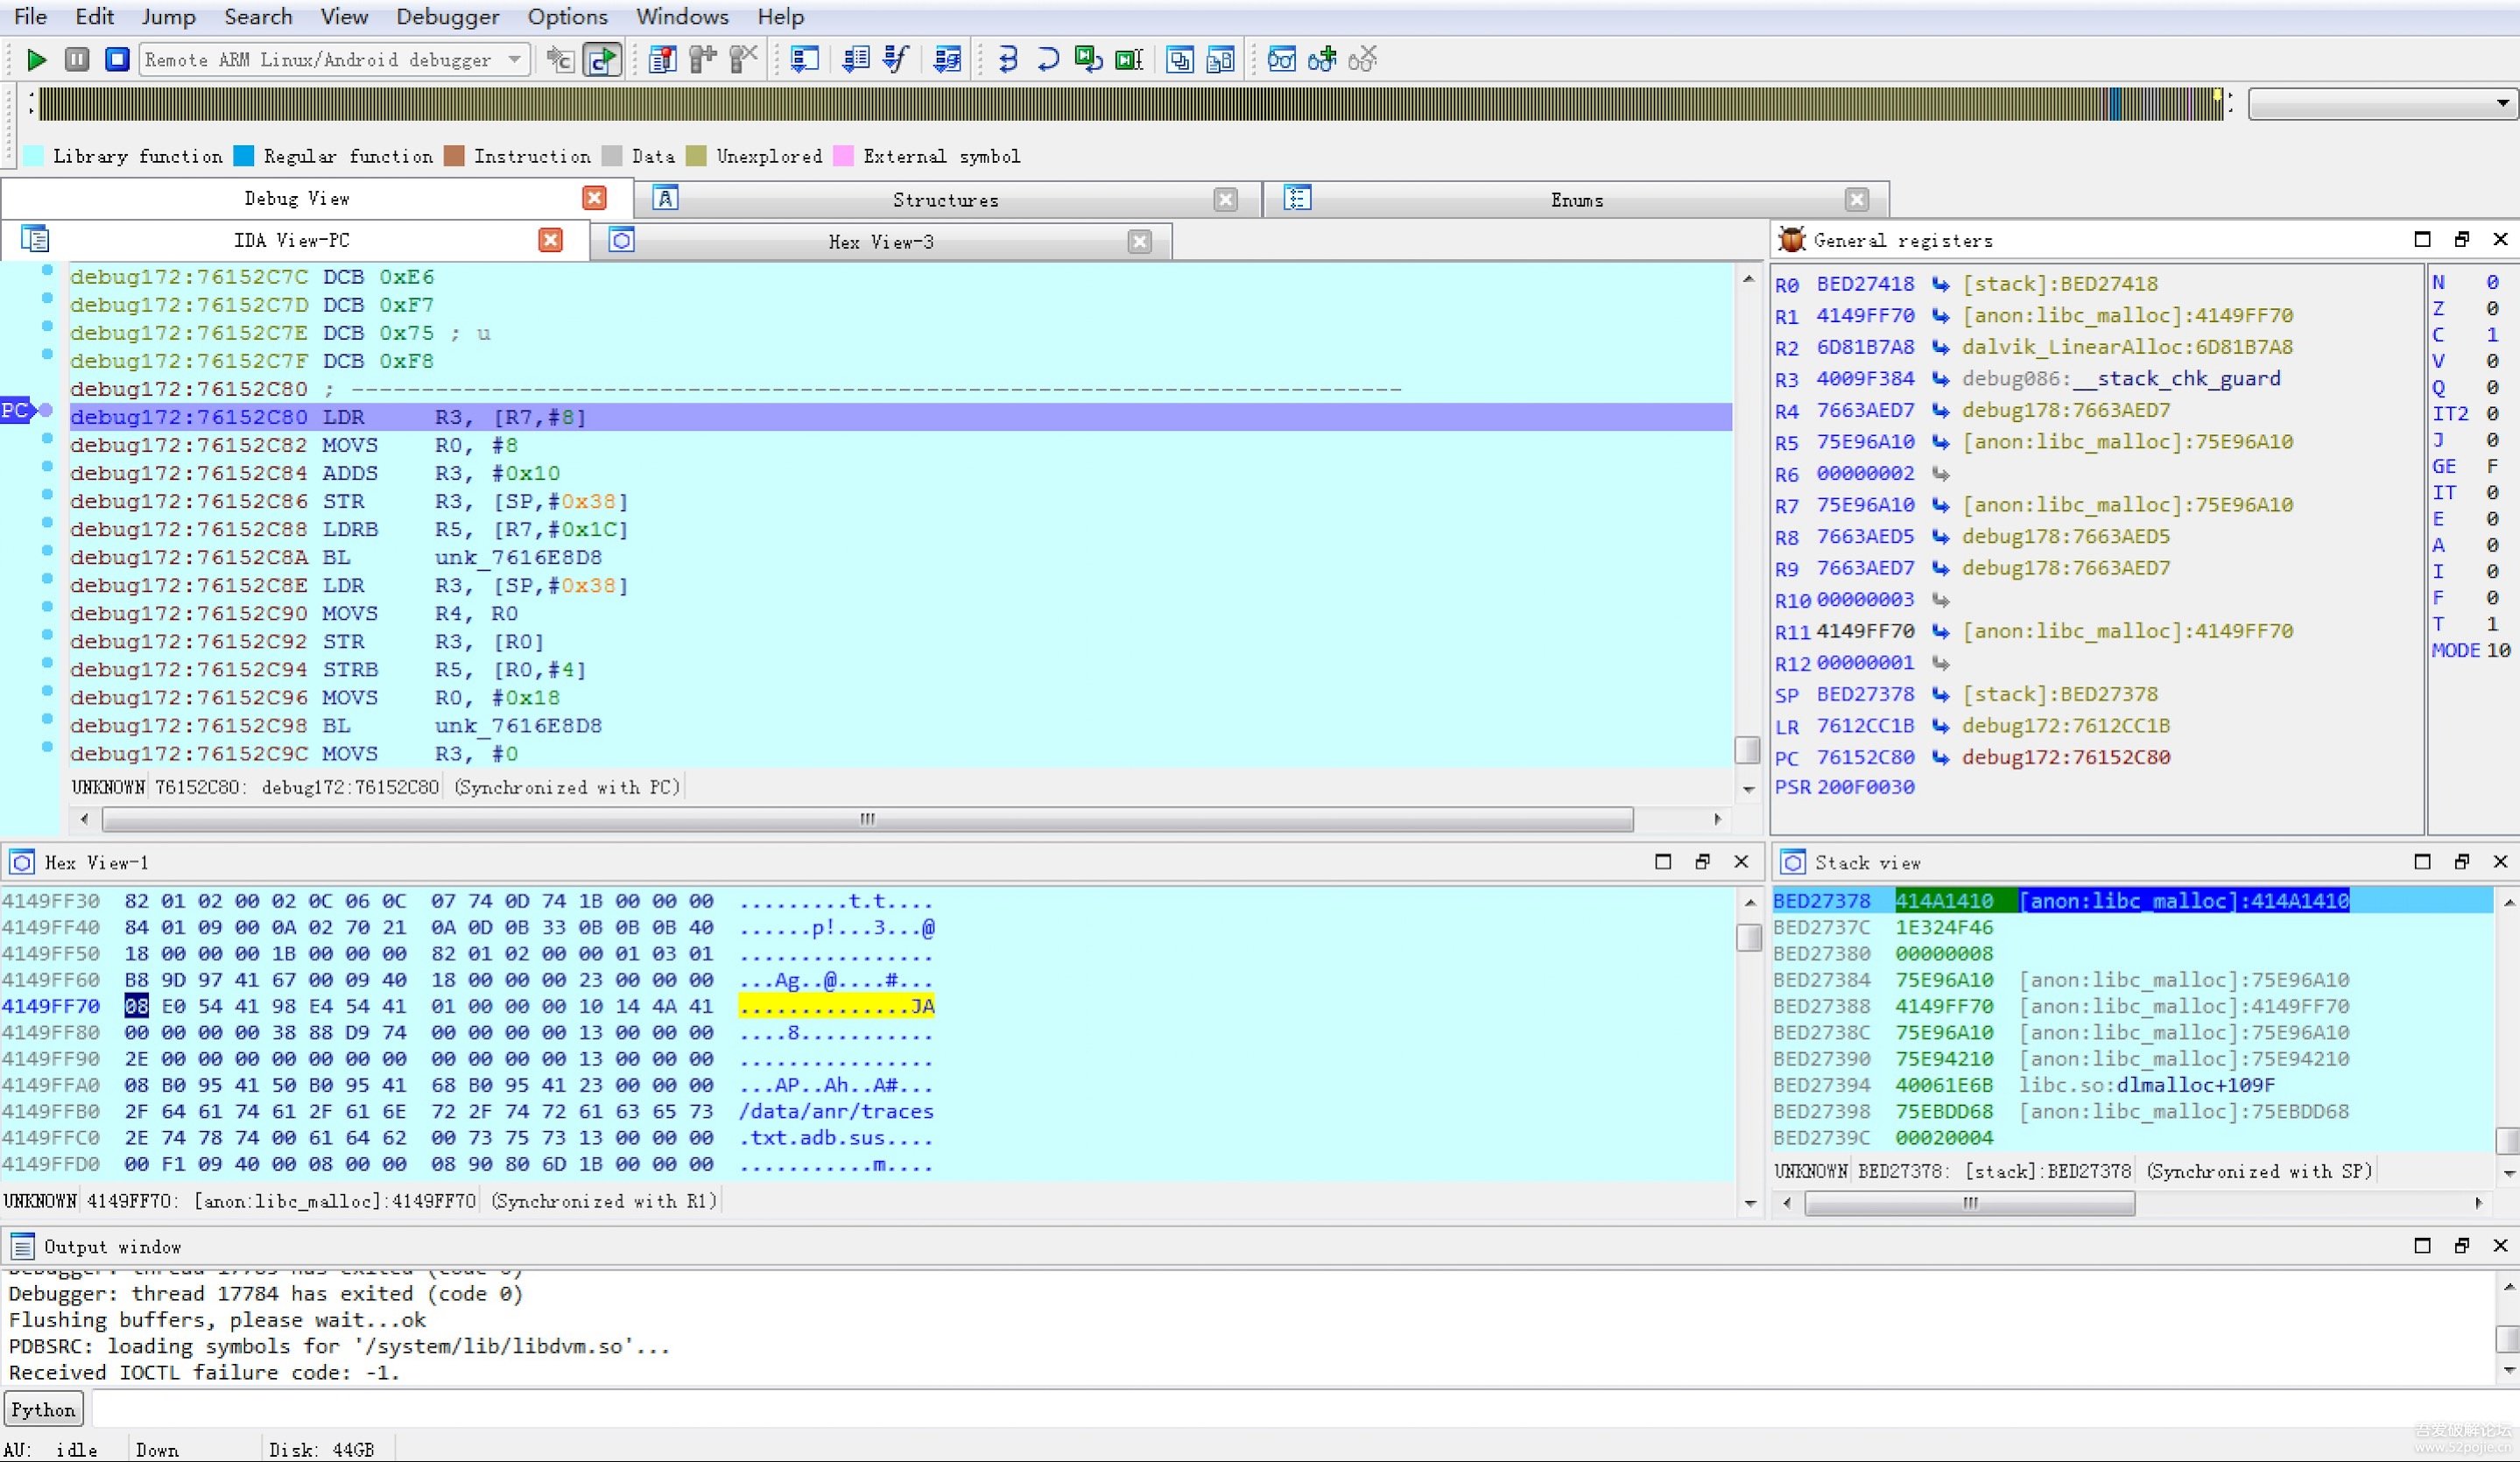 File Edit Jump Search View Debugger Options Windows Help
Remote ARM Linux/Android debugger
Library function Regular function Instruction Data Unexplored External symbol
Debug View Structures Enums
IDA View-PC Hex View-3
debug172:76152C7C DCB 0xE6
debug172:76152C7D DCB 0xF7
debug172:76152C7E DCB 0x75 ; u
debug172:76152C7F DCB 0xF8
debug172:76152C80 ; ---------------------------------------------------------------------------
PC debug172:76152C80 LDR R3, [R7,#8]
debug172:76152C82 MOVS R0, #8
debug172:76152C84 ADDS R3, #0x10
debug172:76152C86 STR R3, [SP,#0x38]
debug172:76152C88 LDRB R5, [R7,#0x1C]
debug172:76152C8A BL unk_7616E8D8
debug172:76152C8E LDR R3, [SP,#0x38]
debug172:76152C90 MOVS R4, R0
debug172:76152C92 STR R3, [R0]
debug172:76152C94 STRB R5, [R0,#4]
debug172:76152C96 MOVS R0, #0x18
debug172:76152C98 BL unk_7616E8D8
debug172:76152C9C MOVS R3, #0
UNKNOWN 76152C80: debug172:76152C80 (Synchronized with PC)
General registers
R0 BED27418 [stack]:BED27418
R1 4149FF70 [anon:libc_malloc]:4149FF70
R2 6D81B7A8 dalvik_LinearAlloc:6D81B7A8
R3 4009F384 debug086:__stack_chk_guard
R4 7663AED7 debug178:7663AED7
R5 75E96A10 [anon:libc_malloc]:75E96A10
R6 00000002
R7 75E96A10 [anon:libc_malloc]:75E96A10
R8 7663AED5 debug178:7663AED5
R9 7663AED7 debug178:7663AED7
R10 00000003
R11 4149FF70 [anon:libc_malloc]:4149FF70
R12 00000001
SP BED27378 [stack]:BED27378
LR 7612CC1B debug172:7612CC1B
PC 76152C80 debug172:76152C80
PSR 200F0030
N 0
Z 0
C 1
V 0
Q 0
IT2 0
J 0
GE F
IT 0
E 0
A 0
I 0
F 0
T 1
MODE 10
Hex View-1
4149FF30 82 01 02 00 02 0C 06 0C 07 74 0D 74 1B 00 00 00 .........t.t....
4149FF40 84 01 09 00 0A 02 70 21 0A 0D 0B 33 0B 0B 0B 40 ......p!...3...@
4149FF50 18 00 00 00 1B 00 00 00 82 01 02 00 00 01 03 01 ................
4149FF60 B8 9D 97 41 67 00 09 40 18 00 00 00 23 00 00 00 ...Ag..@....#...
4149FF70 08 E0 54 41 98 E4 54 41 01 00 00 00 10 14 4A 41 ..............JA
4149FF80 00 00 00 00 38 88 D9 74 00 00 00 00 13 00 00 00 ....8...........
4149FF90 2E 00 00 00 00 00 00 00 00 00 00 00 13 00 00 00 ................
4149FFA0 08 B0 95 41 50 B0 95 41 68 B0 95 41 23 00 00 00 ...AP..Ah..A#...
4149FFB0 2F 64 61 74 61 2F 61 6E 72 2F 74 72 61 63 65 73 /data/anr/traces
4149FFC0 2E 74 78 74 00 61 64 62 00 73 75 73 13 00 00 00 .txt.adb.sus....
4149FFD0 00 F1 09 40 00 08 00 00 08 90 80 6D 1B 00 00 00 ...........m....
UNKNOWN 4149FF70: [anon:libc_malloc]:4149FF70 (Synchronized with R1)
Stack view
BED27378 414A1410 [anon:libc_malloc]:414A1410
BED2737C 1E324F46
BED27380 00000008
BED27384 75E96A10 [anon:libc_malloc]:75E96A10
BED27388 4149FF70 [anon:libc_malloc]:4149FF70
BED2738C 75E96A10 [anon:libc_malloc]:75E96A10
BED27390 75E94210 [anon:libc_malloc]:75E94210
BED27394 40061E6B libc.so:dlmalloc+109F
BED27398 75EBDD68 [anon:libc_malloc]:75EBDD68
BED2739C 00020004
UNKNOWN BED27378: [stack]:BED27378 (Synchronized with SP)
Output window
Debugger: thread 17784 has exited (code 0)
Flushing buffers, please wait...ok
PDBSRC: loading symbols for '/system/lib/libdvm.so'...
Received IOCTL failure code: -1.
Python
AU: idle Down Disk: 44GB
吾爱破解论坛
www.52pojie.cn